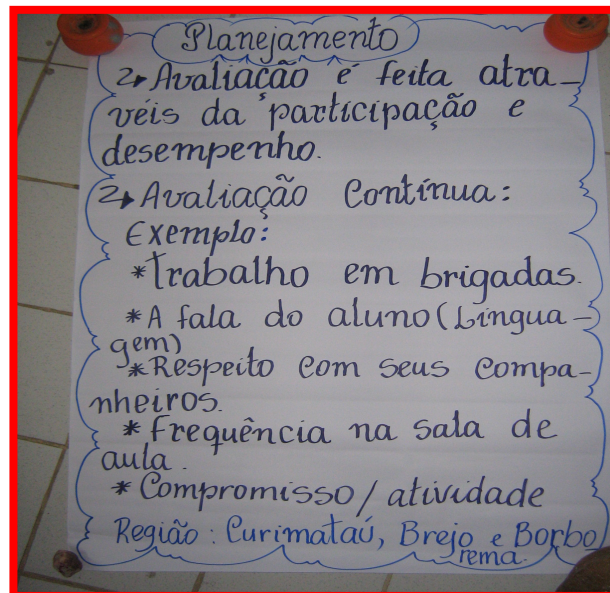 Planejamento
2▸ Avaliação é feita atra-
véis da participação e
desempenho.
2▸ Avaliação Contínua:
Exemplo:
*Trabalho em brigadas.
*A fala do aluno (Lingua-
gem)
*Respeito com seus compa-
nheiros.
*Frequência na sala de
aula.
*Compromisso/atividade
Região: Curimataú, Brejo e Borbo
rema.